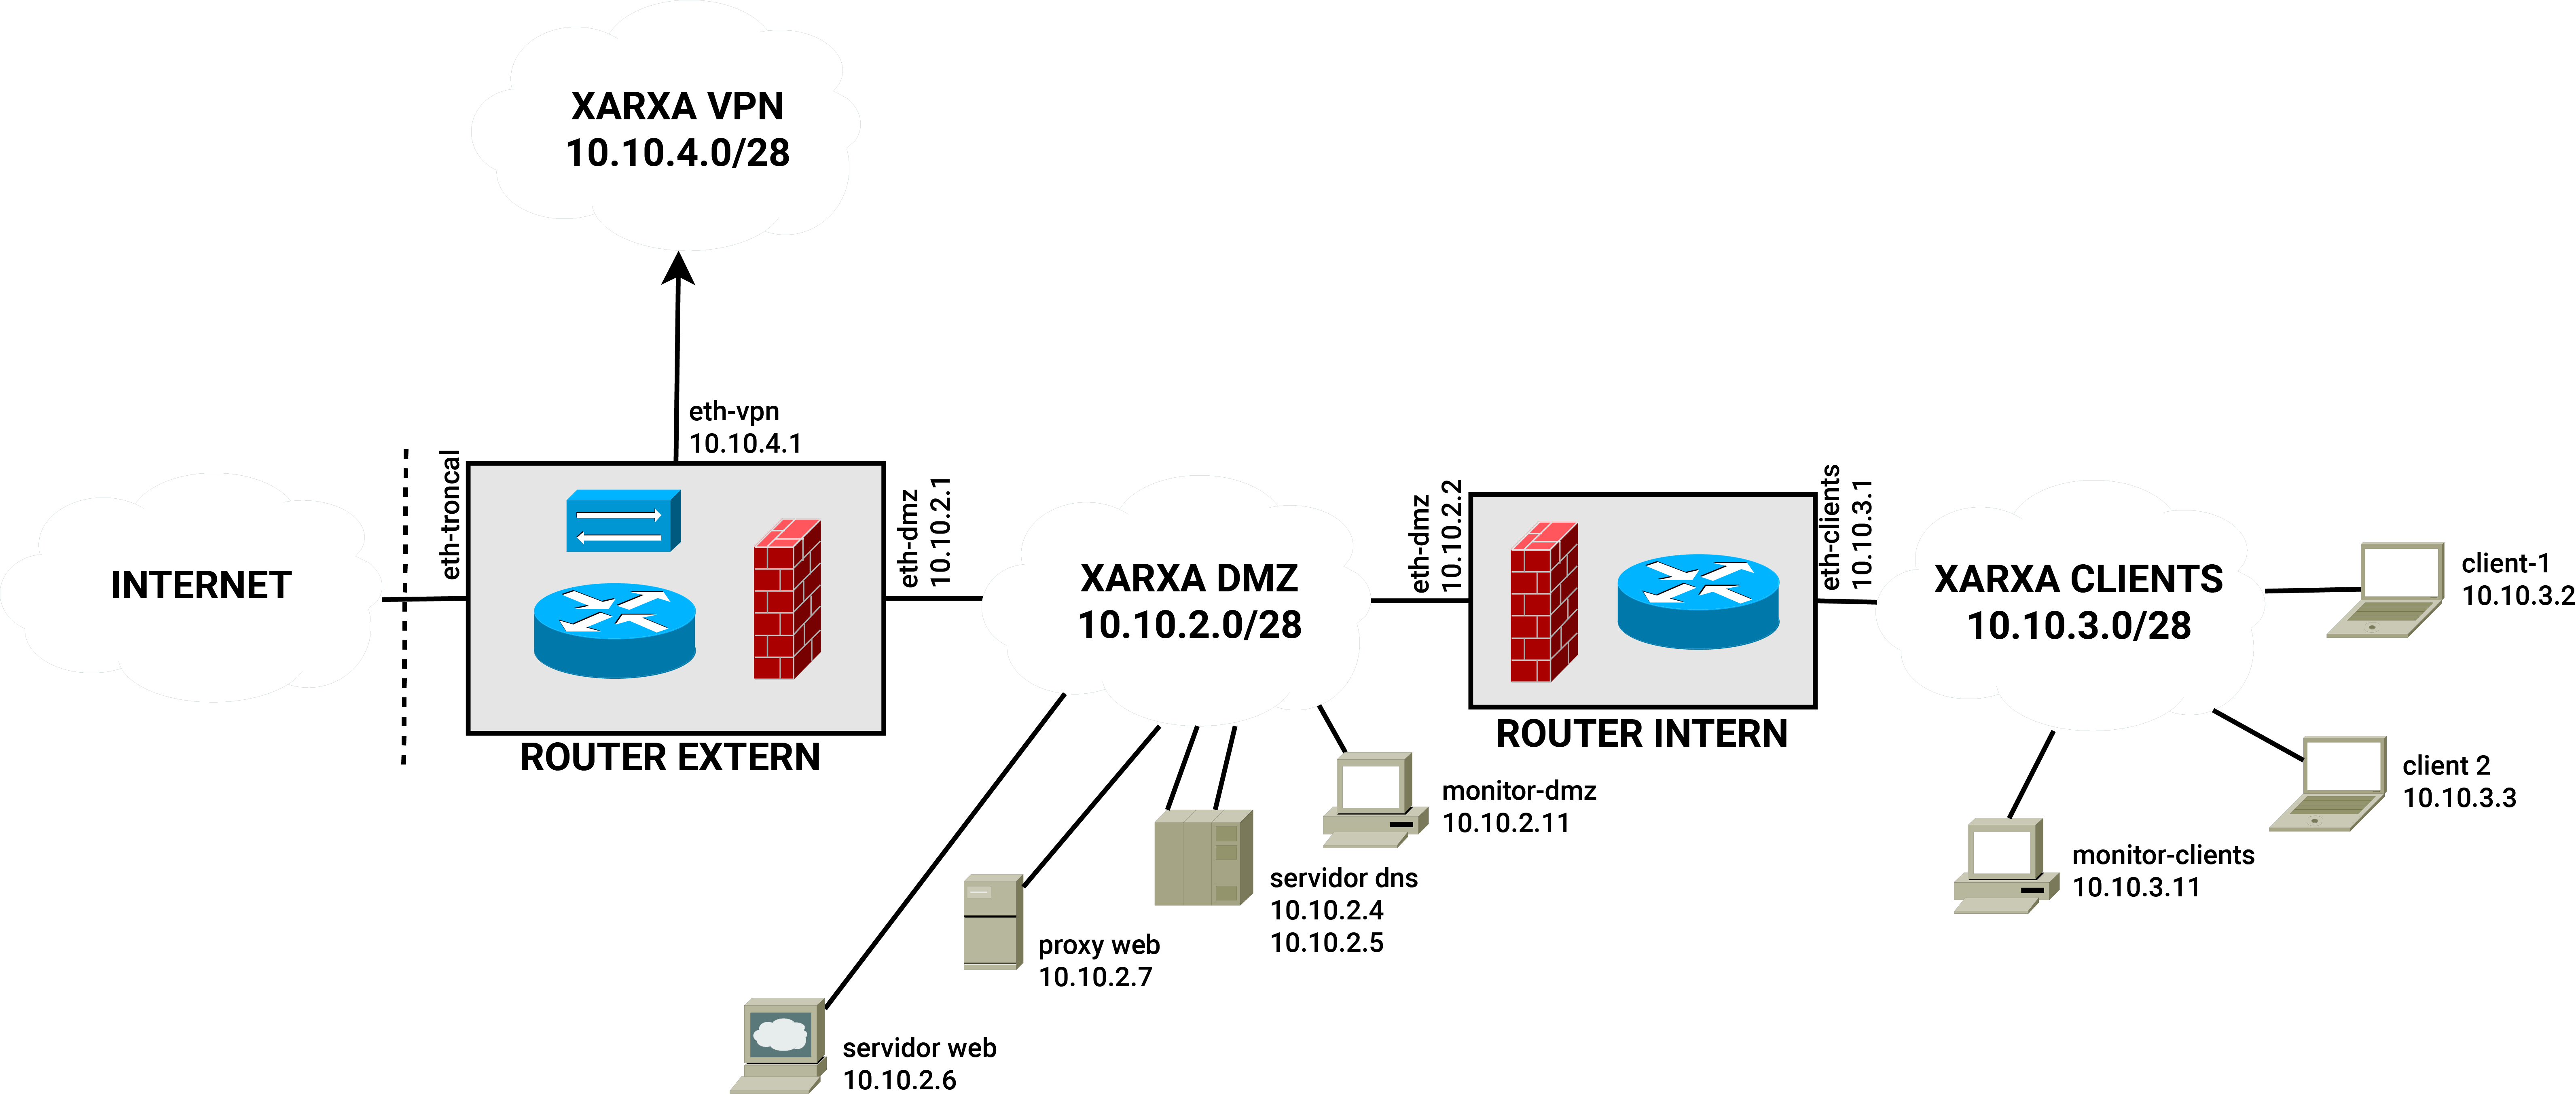 XARXA VPN
10.10.4.0/28
eth-vpn
10.10.4.1
INTERNET
eth-troncal
ROUTER EXTERN
eth-dmz
10.10.2.1
XARXA DMZ
10.10.2.0/28
eth-dmz
10.10.2.2
ROUTER INTERN
eth-clients
10.10.3.1
XARXA CLIENTS
10.10.3.0/28
client-1
10.10.3.2
client 2
10.10.3.3
monitor-clients
10.10.3.11
monitor-dmz
10.10.2.11
servidor dns
10.10.2.4
10.10.2.5
proxy web
10.10.2.7
servidor web
10.10.2.6